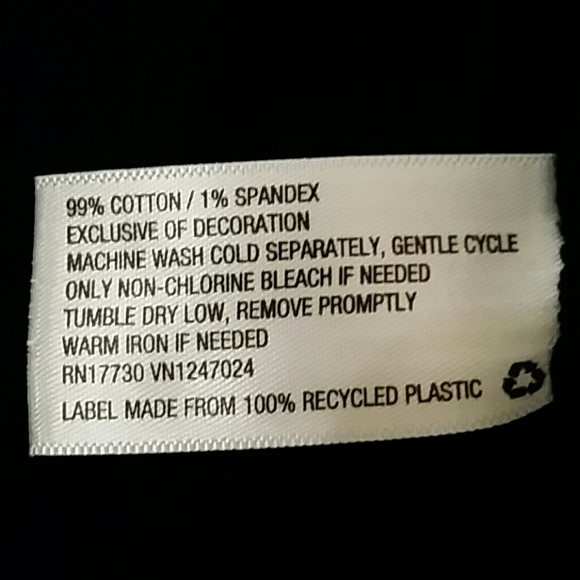 99% COTTON / 1% SPANDEX
EXCLUSIVE OF DECORATION
MACHINE WASH COLD SEPARATELY, GENTLE CYCLE
ONLY NON-CHLORINE BLEACH IF NEEDED
TUMBLE DRY LOW, REMOVE PROMPTLY
WARM IRON IF NEEDED
RN17730 VN1247024
LABEL MADE FROM 100% RECYCLED PLASTIC